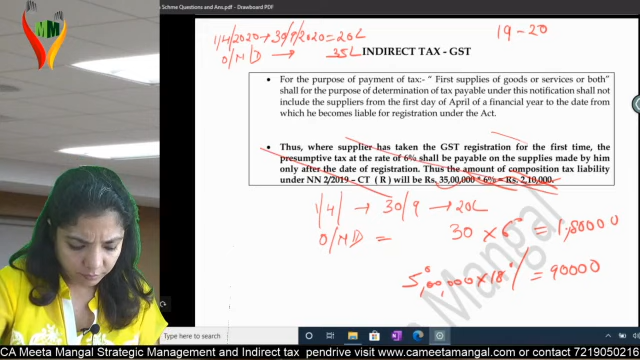 Schme Questions and Ans.pdf - Drawboard PDF
MM
1/4/2020→30/9/2020=20L
O/N/D → 35L
19-20
INDIRECT TAX - GST
For the purpose of payment of tax:- “ First supplies of goods or services or both”
shall for the purpose of determination of tax payable under this notification shall
not include the suppliers from the first day of April of a financial year to the date from
which he becomes liable for registration under the Act.
Thus, where supplier has taken the GST registration for the first time, the
presumptive tax at the rate of 6% shall be payable on the supplies made by him
only after the date of registration. Thus the amount of composition tax liability
under NN 2/2019 – CT ( R) will be Rs. 35,00,000 *6% = Rs. 2,10,000.
1/4 → 30/9 → 20L
O/ND = 30 × 6% = 1,80000
5,00,000×18% = 90000
Mangal
Type here to search
CA Meeta Mangal Strategic Management and Indirect tax pendrive visit www.cameetamangal.com or contact 7219050216